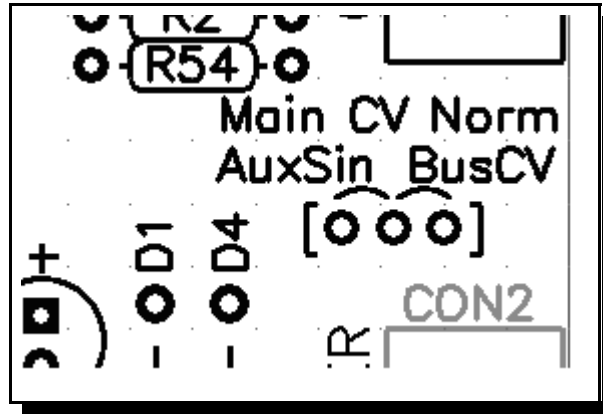 R2
R54
Main CV Norm
AuxSin BusCV
[ ]
+
D1
D4
CON2